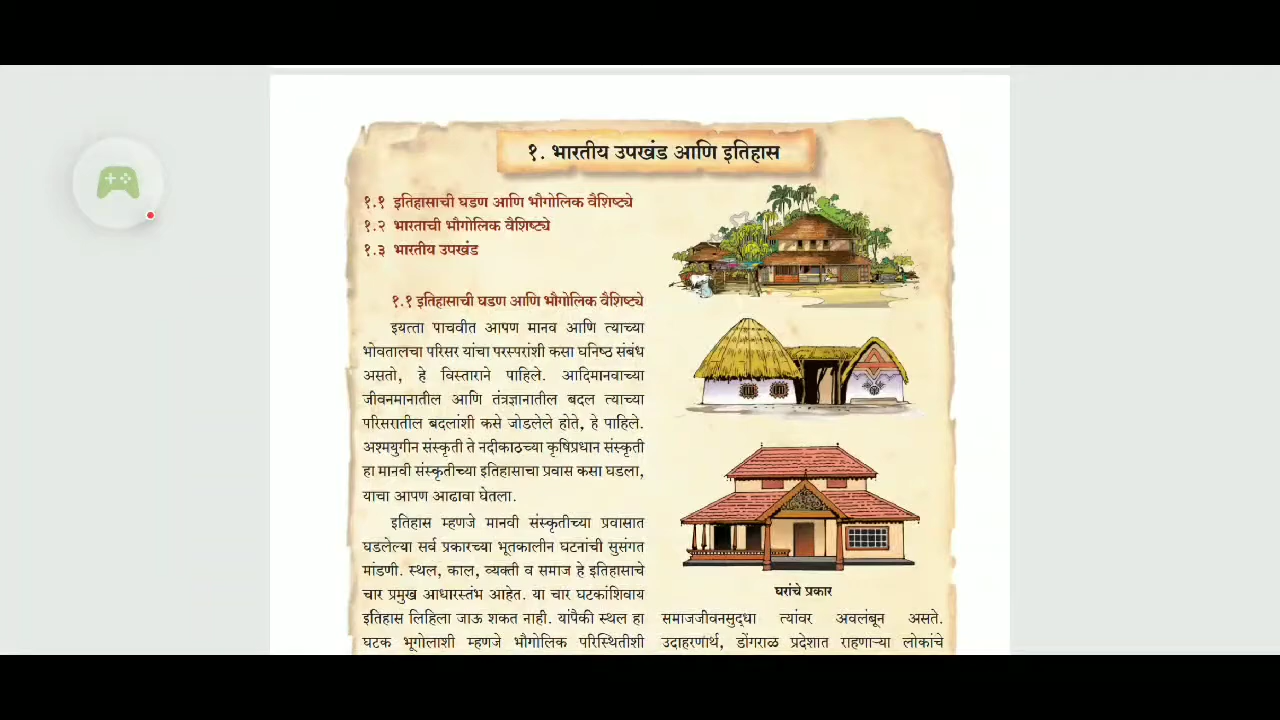 १. भारतीय उपखंड आणि इतिहास
१.१ इतिहासाची घडण आणि भौगोलिक वैशिष्ट्ये
१.२ भारताची भौगोलिक वैशिष्ट्ये
१.३ भारतीय उपखंड
१.१ इतिहासाची घडण आणि भौगोलिक वैशिष्ट्ये
इयत्ता पाचवीत आपण मानव आणि त्याच्या
भोवतालचा परिसर यांचा परस्परांशी कसा घनिष्ठ संबंध
असतो, हे विस्ताराने पाहिले. आदिमानवाच्या
जीवनमानातील आणि तंत्रज्ञानातील बदल त्याच्या
परिसरातील बदलांशी कसे जोडलेले होते, हे पाहिले.
अश्मयुगीन संस्कृती ते नदीकाठच्या कृषिप्रधान संस्कृती
हा मानवी संस्कृतीच्या इतिहासाचा प्रवास कसा घडला,
याचा आपण आढावा घेतला.
इतिहास म्हणजे मानवी संस्कृतीच्या प्रवासात
घडलेल्या सर्व प्रकारच्या भूतकालीन घटनांची सुसंगत
मांडणी. स्थल, काल, व्यक्ती व समाज हे इतिहासाचे
चार प्रमुख आधारस्तंभ आहेत. या चार घटकांशिवाय
इतिहास लिहिला जाऊ शकत नाही. यांपैकी स्थल हा
घटक भूगोलाशी म्हणजे भौगोलिक परिस्थितीशी
घरांचे प्रकार
समाजजीवनसुद्धा त्यांवर अवलंबून असते.
उदाहरणार्थ, डोंगराळ प्रदेशात राहणाऱ्या लोकांचे